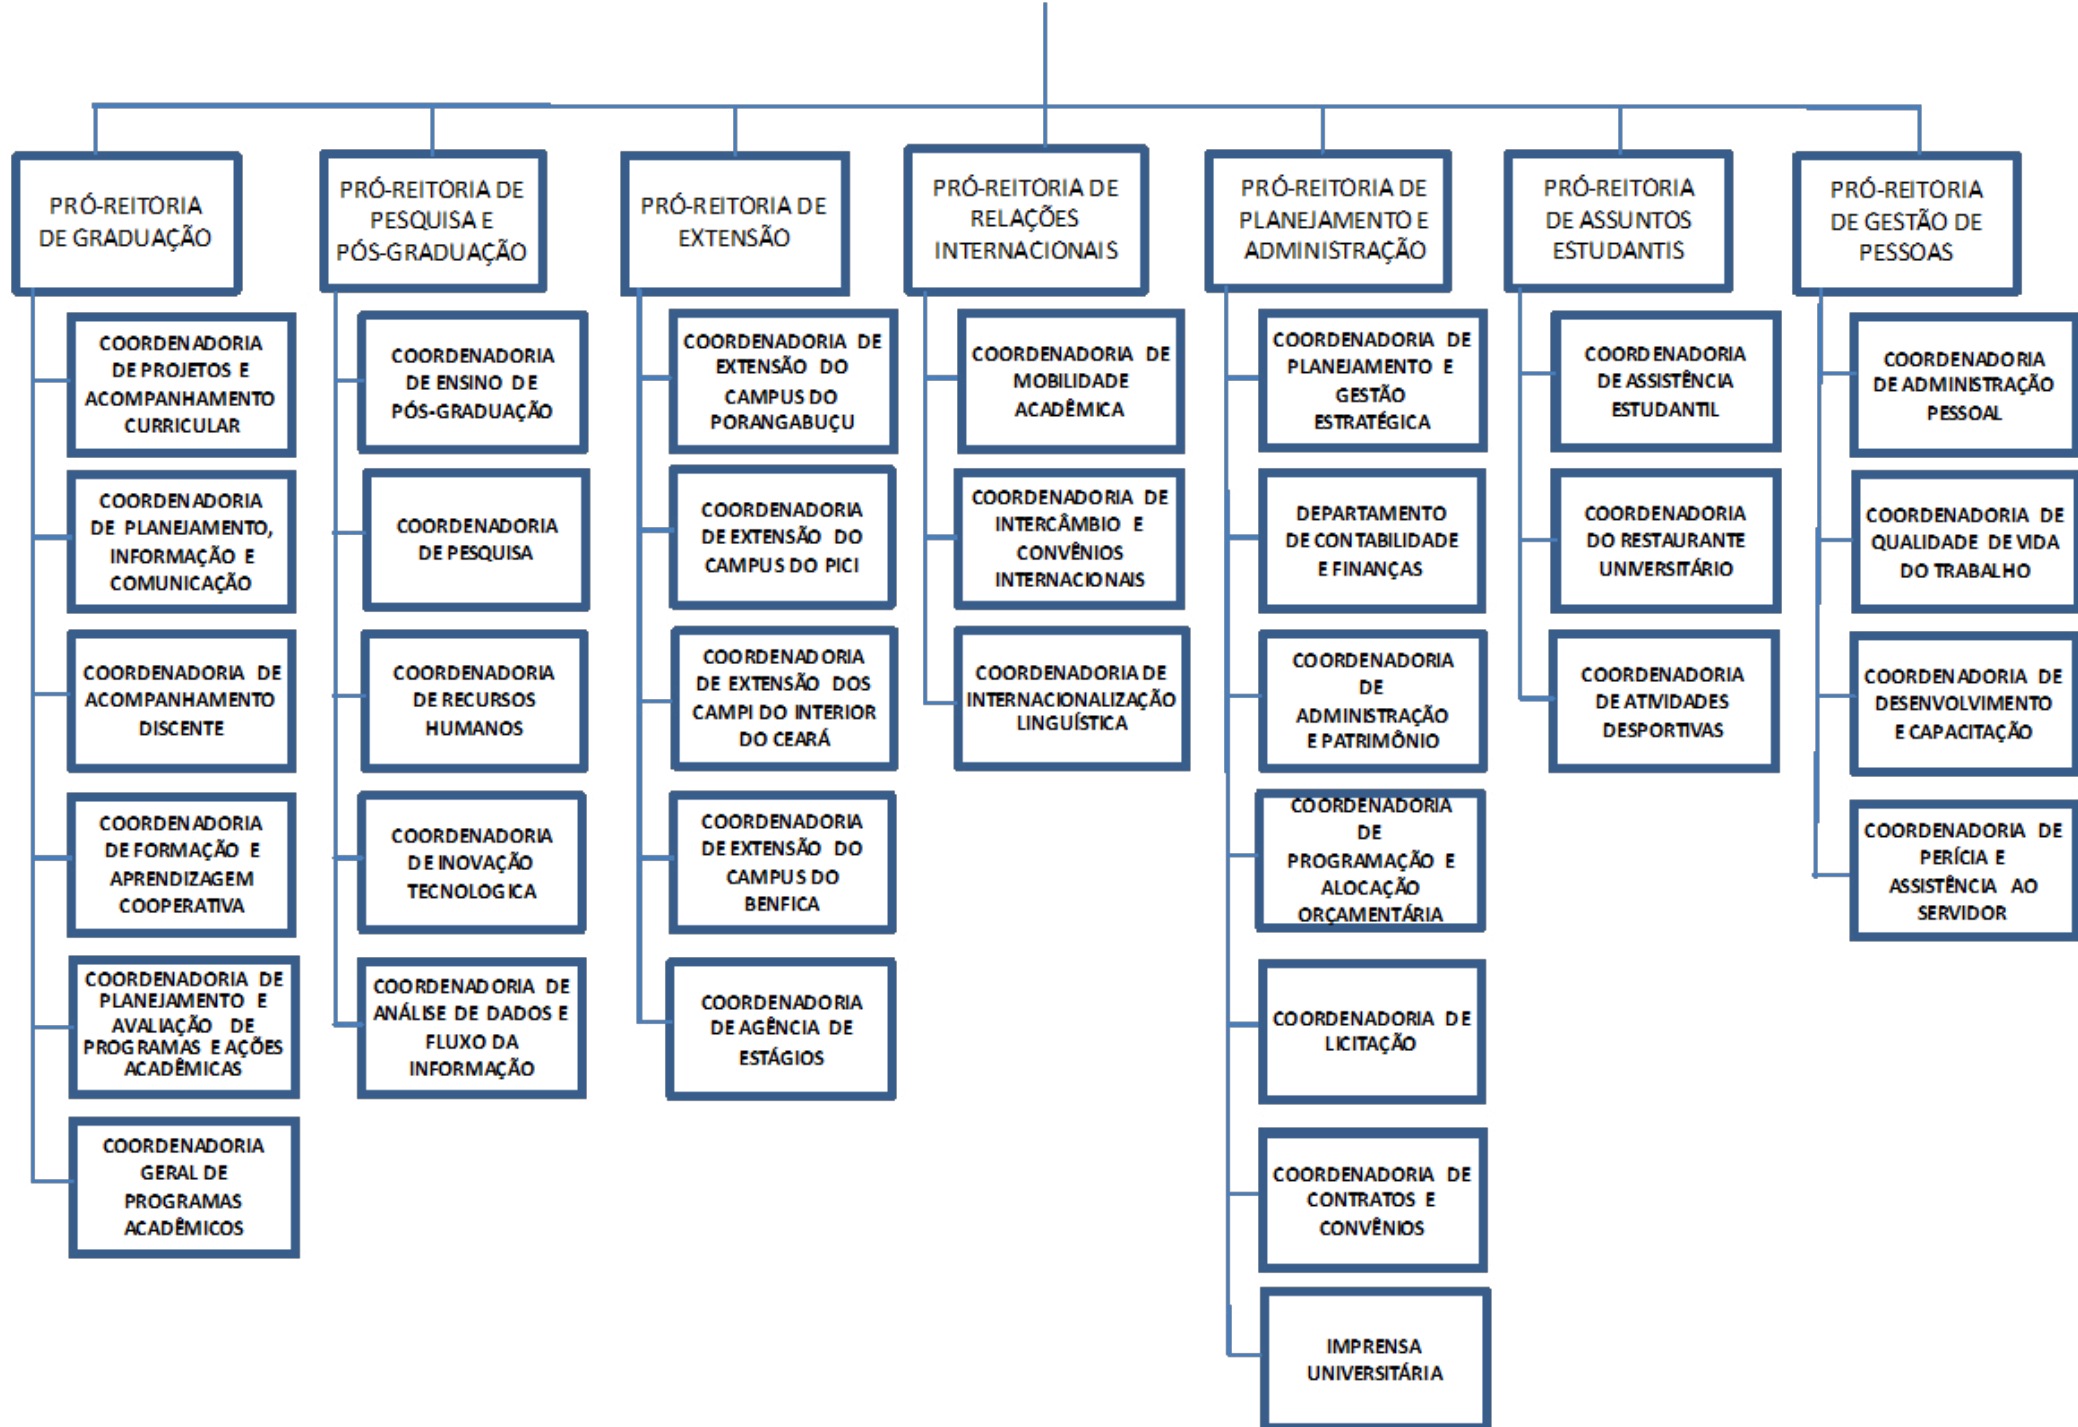 PRÓ-REITORIA
DE GRADUAÇÃO
COORDENADORIA
DE PROJETOS E
ACOMPANHAMENTO
CURRICULAR
COORDENADORIA
DE PLANEJAMENTO,
INFORMAÇÃO E
COMUNICAÇÃO
COORDENADORIA DE
ACOMPANHAMENTO
DISCENTE
COORDENADORIA
DE FORMAÇÃO E
APRENDIZAGEM
COOPERATIVA
COORDENADORIA DE
PLANEJAMENTO E
AVALIAÇÃO DE
PROGRAMAS E AÇÕES
ACADÊMICAS
COORDENADORIA
GERAL DE
PROGRAMAS
ACADÊMICOS
PRÓ-REITORIA DE
PESQUISA E
PÓS-GRADUAÇÃO
COORDENADORIA
DE ENSINO DE
PÓS-GRADUAÇÃO
COORDENADORIA
DE PESQUISA
COORDENADORIA
DE RECURSOS
HUMANOS
COORDENADORIA
DE INOVAÇÃO
TECNOLOGICA
COORDENADORIA DE
ANÁLISE DE DADOS E
FLUXO DA
INFORMAÇÃO
PRÓ-REITORIA DE
EXTENSÃO
COORDENADORIA DE
EXTENSÃO DO
CAMPUS DO
PORANGABUÇU
COORDENADORIA
DE EXTENSÃO DO
CAMPUS DO PICI
COORDENADORIA
DE EXTENSÃO DOS
CAMPI DO INTERIOR
DO CEARÁ
COORDENADORIA
DE EXTENSÃO DO
CAMPUS DO
BENFICA
COORDENADORIA
DE AGÊNCIA DE
ESTÁGIOS
PRÓ-REITORIA DE
RELAÇÕES
INTERNACIONAIS
COORDENADORIA DE
MOBILIDADE
ACADÊMICA
COORDENADORIA DE
INTERCÂMBIO E
CONVÊNIOS
INTERNACIONAIS
COORDENADORIA DE
INTERNACIONALIZAÇÃO
LINGUÍSTICA
PRÓ-REITORIA DE
PLANEJAMENTO E
ADMINISTRAÇÃO
COORDENADORIA DE
PLANEJAMENTO E
GESTÃO
ESTRATÉGICA
DEPARTAMENTO
DE CONTABILIDADE
E FINANÇAS
COORDENADORIA
DE
ADMINISTRAÇÃO
E PATRIMÔNIO
COORDENADORIA
DE
PROGRAMAÇÃO E
ALOCAÇÃO
ORÇAMENTÁRIA
COORDENADORIA DE
LICITAÇÃO
COORDENADORIA DE
CONTRATOS E
CONVÊNIOS
IMPRENSA
UNIVERSITÁRIA
PRÓ-REITORIA
DE ASSUNTOS
ESTUDANTIS
COORDENADORIA
DE ASSISTÊNCIA
ESTUDANTIL
COORDENADORIA
DO RESTAURANTE
UNIVERSITÁRIO
COORDENADORIA
DE ATIVIDADES
DESPORTIVAS
PRÓ-REITORIA
DE GESTÃO DE
PESSOAS
COORDENADORIA
DE ADMINISTRAÇÃO
PESSOAL
COORDENADORIA DE
QUALIDADE DE VIDA
DO TRABALHO
COORDENADORIA DE
DESENVOLVIMENTO
E CAPACITAÇÃO
COORDENADORIA DE
PERÍCIA E
ASSISTÊNCIA AO
SERVIDOR